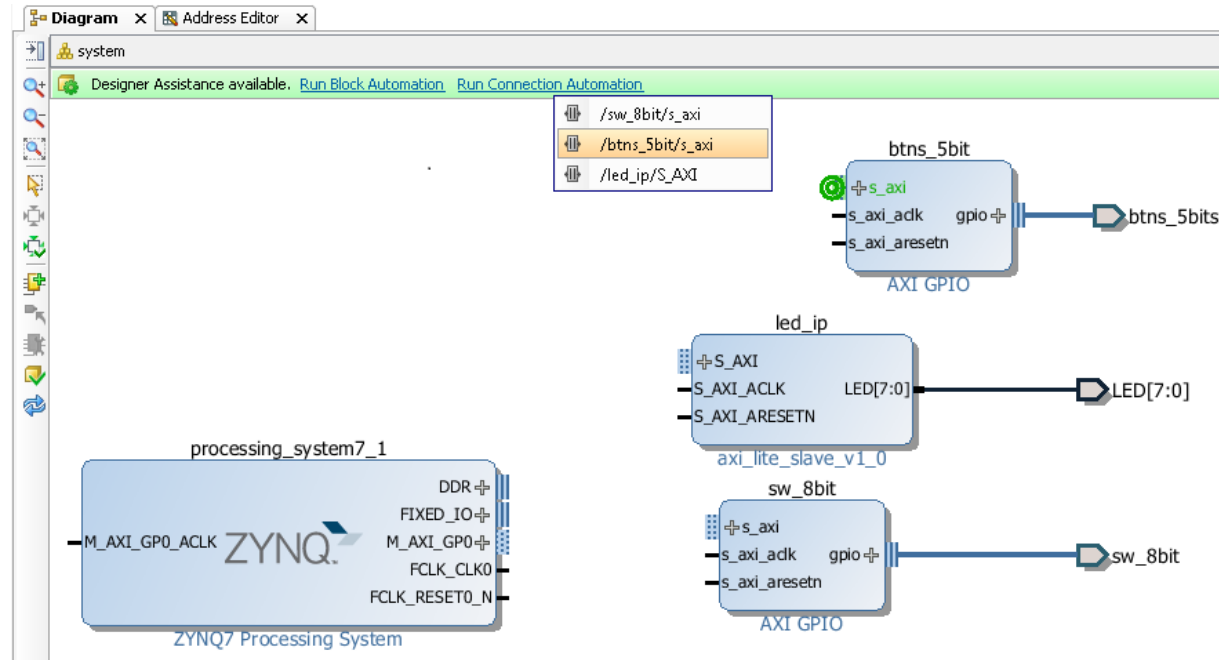 Diagram X Address Editor X
system
Designer Assistance available. Run Block Automation Run Connection Automation
/sw_8bit/s_axi
/btns_5bit/s_axi
/led_ip/S_AXI
btns_5bit
s_axi
s_axi_aclk gpio
s_axi_aresetn
btns_5bits
AXI GPIO
led_ip
S_AXI
S_AXI_ACLK LED[7:0]
S_AXI_ARESETN
LED[7:0]
axi_lite_slave_v1_0
processing_system7_1
DDR
FIXED_IO
M_AXI_GP0_ACLK ZYNQ M_AXI_GP0
FCLK_CLK0
FCLK_RESET0_N
ZYNQ7 Processing System
sw_8bit
s_axi
s_axi_aclk gpio
s_axi_aresetn
sw_8bit
AXI GPIO